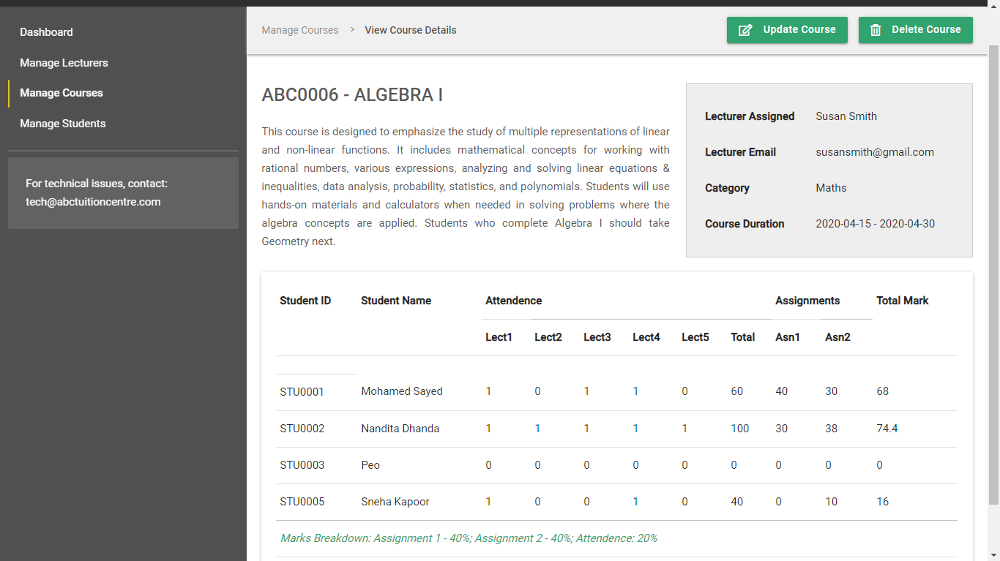 Dashboard
Manage Lecturers
Manage Courses
Manage Students
For technical issues, contact:
tech@abctuitioncentre.com
Manage Courses > View Course Details
Update Course
Delete Course
ABC0006 - ALGEBRA I
This course is designed to emphasize the study of multiple representations of linear
and non-linear functions. It includes mathematical concepts for working with
rational numbers, various expressions, analyzing and solving linear equations &
inequalities, data analysis, probability, statistics, and polynomials. Students will use
hands-on materials and calculators when needed in solving problems where the
algebra concepts are applied. Students who complete Algebra I should take
Geometry next.
Lecturer Assigned Susan Smith
Lecturer Email susansmith@gmail.com
Category Maths
Course Duration 2020-04-15 - 2020-04-30
Student ID Student Name Attendence Assignments Total Mark
Lect1 Lect2 Lect3 Lect4 Lect5 Total Asn1 Asn2
STU0001 Mohamed Sayed 1 0 1 1 0 60 40 30 68
STU0002 Nandita Dhanda 1 1 1 1 1 100 30 38 74.4
STU0003 Peo 0 0 0 0 0 0 0 0 0
STU0005 Sneha Kapoor 1 0 0 1 0 40 0 10 16
Marks Breakdown: Assignment 1 - 40%; Assignment 2 - 40%; Attendence: 20%